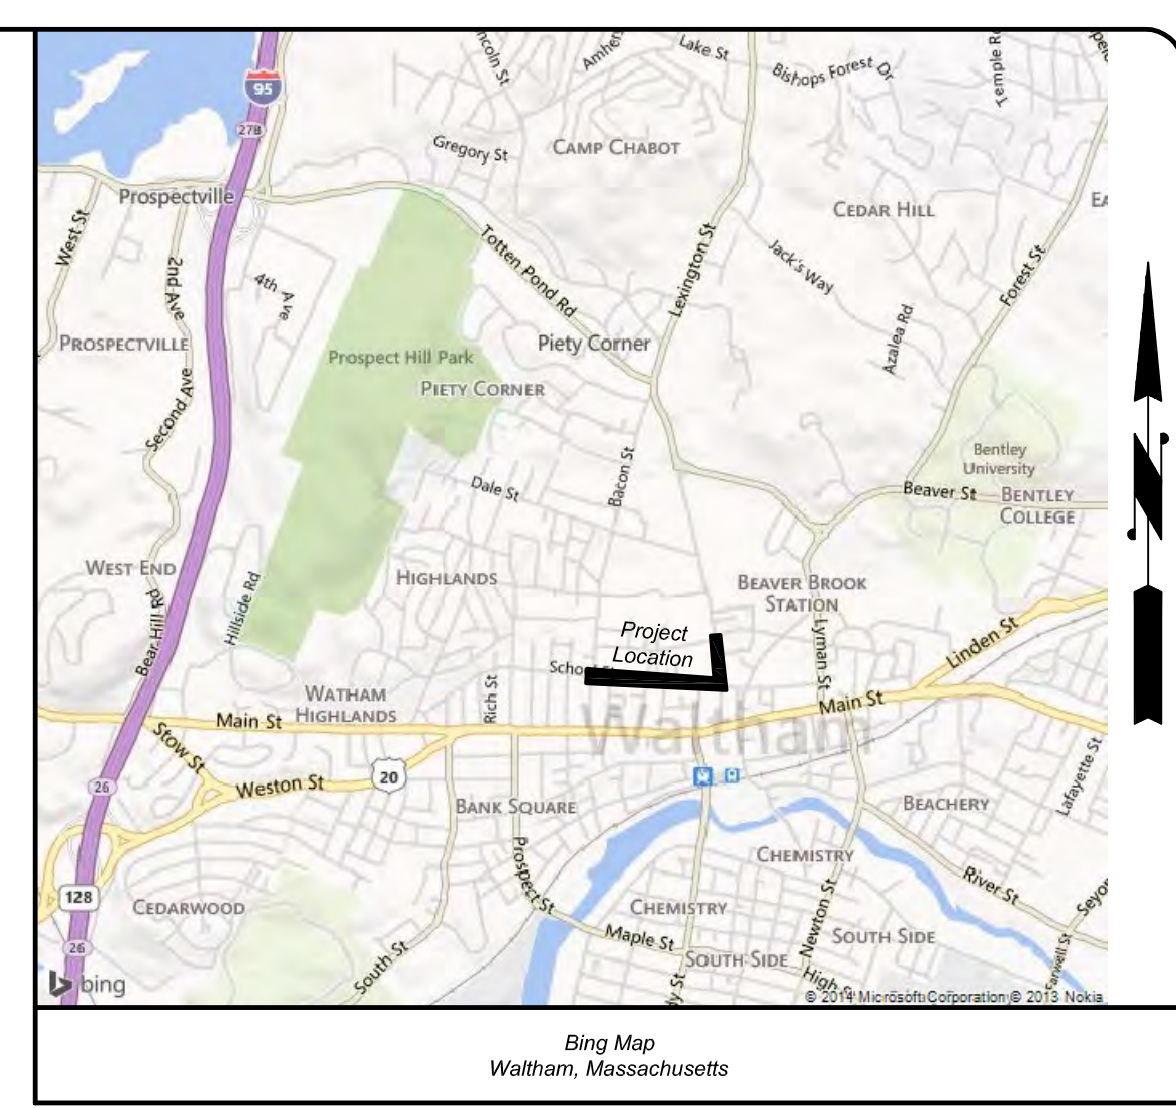 Lake St
Bishops Forest Dr
95
27B
Gregory St
CAMP CHABOT
Prospectville
CEDAR HILL
West St
2nd Ave
4th Ave
Totten Pond Rd
Lexington St
Jack's Way
Forest St
PROSPECTVILLE
Prospect Hill Park
Piety Corner
Azalea Rd
PIETY CORNER
Second Ave
Bentley
University
Dale St
Bacon St
Beaver St
BENTLEY
COLLEGE
WEST END
HIGHLANDS
BEAVER BROOK
STATION
Hillside Rd
Bear Hill Rd
Project
Location
Lyman St
Linden St
WATHAM
HIGHLANDS
Rich St
Main St
Main St
Waltham
Stow St
Weston St
20
26
BANK SQUARE
BEACHERY
Lafayette St
Prospect St
CHEMISTRY
128
CEDARWOOD
CHEMISTRY
River St
Newton St
Maple St
SOUTH SIDE
SOUTH SIDE
26
South St
Farwell St
bing
© 2014 Microsoft Corporation © 2013 Nokia
N
Bing Map
Waltham, Massachusetts